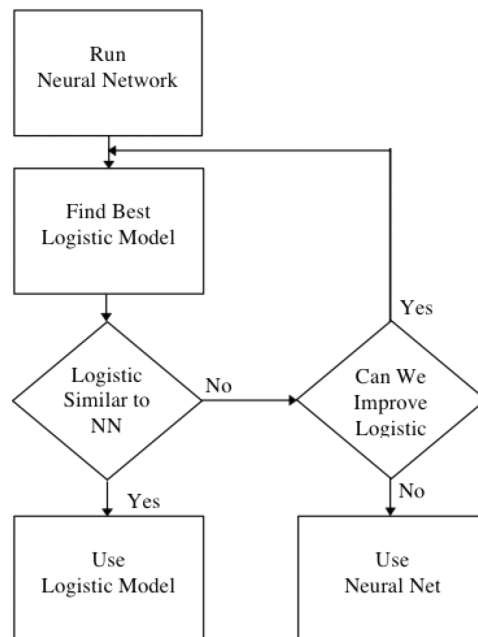 Run
Neural Network
Find Best
Logistic Model
Yes
Logistic
Similar to
NN
No
Can We
Improve
Logistic
Yes
No
Use
Logistic Model
Use
Neural Net